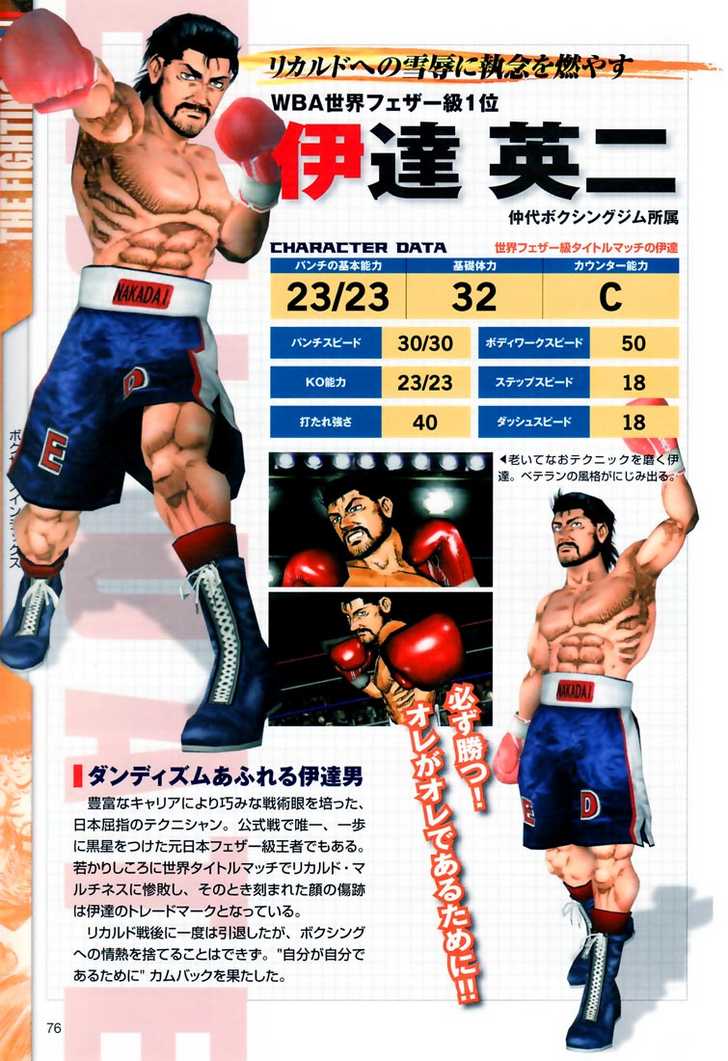 THE FIGHTING
リカルドへの雪辱に執念を燃やす
WBA世界フェザー級1位
伊達 英二
仲代ボクシングジム所属
CHARACTER DATA
世界フェザー級タイトルマッチの伊達
パンチの基本能力 基礎体力 カウンター能力
23/23 32 C
パンチスピード 30/30 ボディワークスピード 50
KO能力 23/23 ステップスピード 18
打たれ強さ 40 ダッシュスピード 18
◀老いてなおテクニックを磨く伊
達。ベテランの風格がにじみ出る。
NAKADAI
E D
NAKADAI
E D
必ず勝つ!
オレがオレであるために!!
ダンディズムあふれる伊達男
豊富なキャリアにより巧みな戦術眼を培った、
日本屈指のテクニシャン。公式戦で唯一、一歩
に黒星をつけた元日本フェザー級王者でもある。
若かりしころに世界タイトルマッチでリカルド・マ
ルチネスに惨敗し、そのとき刻まれた顔の傷跡
は伊達のトレードマークとなっている。
リカルド戦後に一度は引退したが、ボクシング
への情熱を捨てることはできず。"自分が自分で
あるために" カムバックを果たした。
76